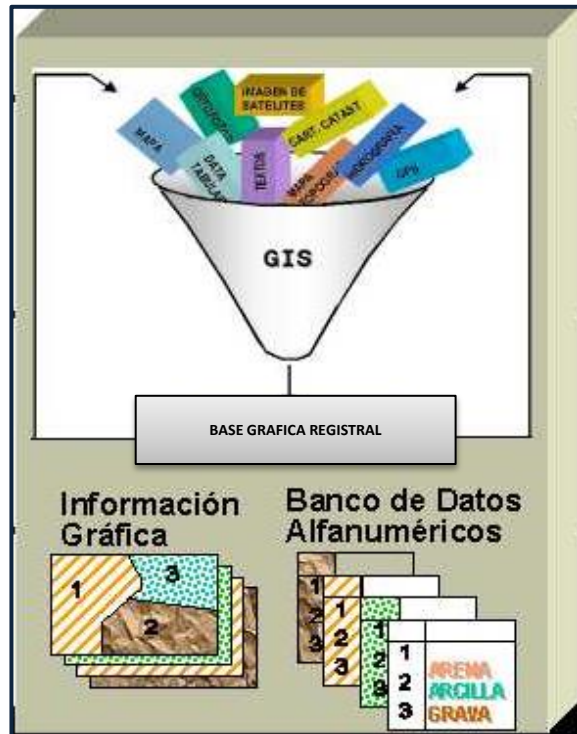 IMAGEN DE
SATELITES
MAPA
DATA
TABULAR
TEXTOS
CART. CATAST
MAPA
HIDROGRAFIA
GPS
GIS
BASE GRAFICA REGISTRAL
Información
Gráfica
Banco de Datos
Alfanuméricos
1
3
2
1
2
3
1
2
3
1
2
3
1
2
3
ARENA
ARCILLA
GRAVA